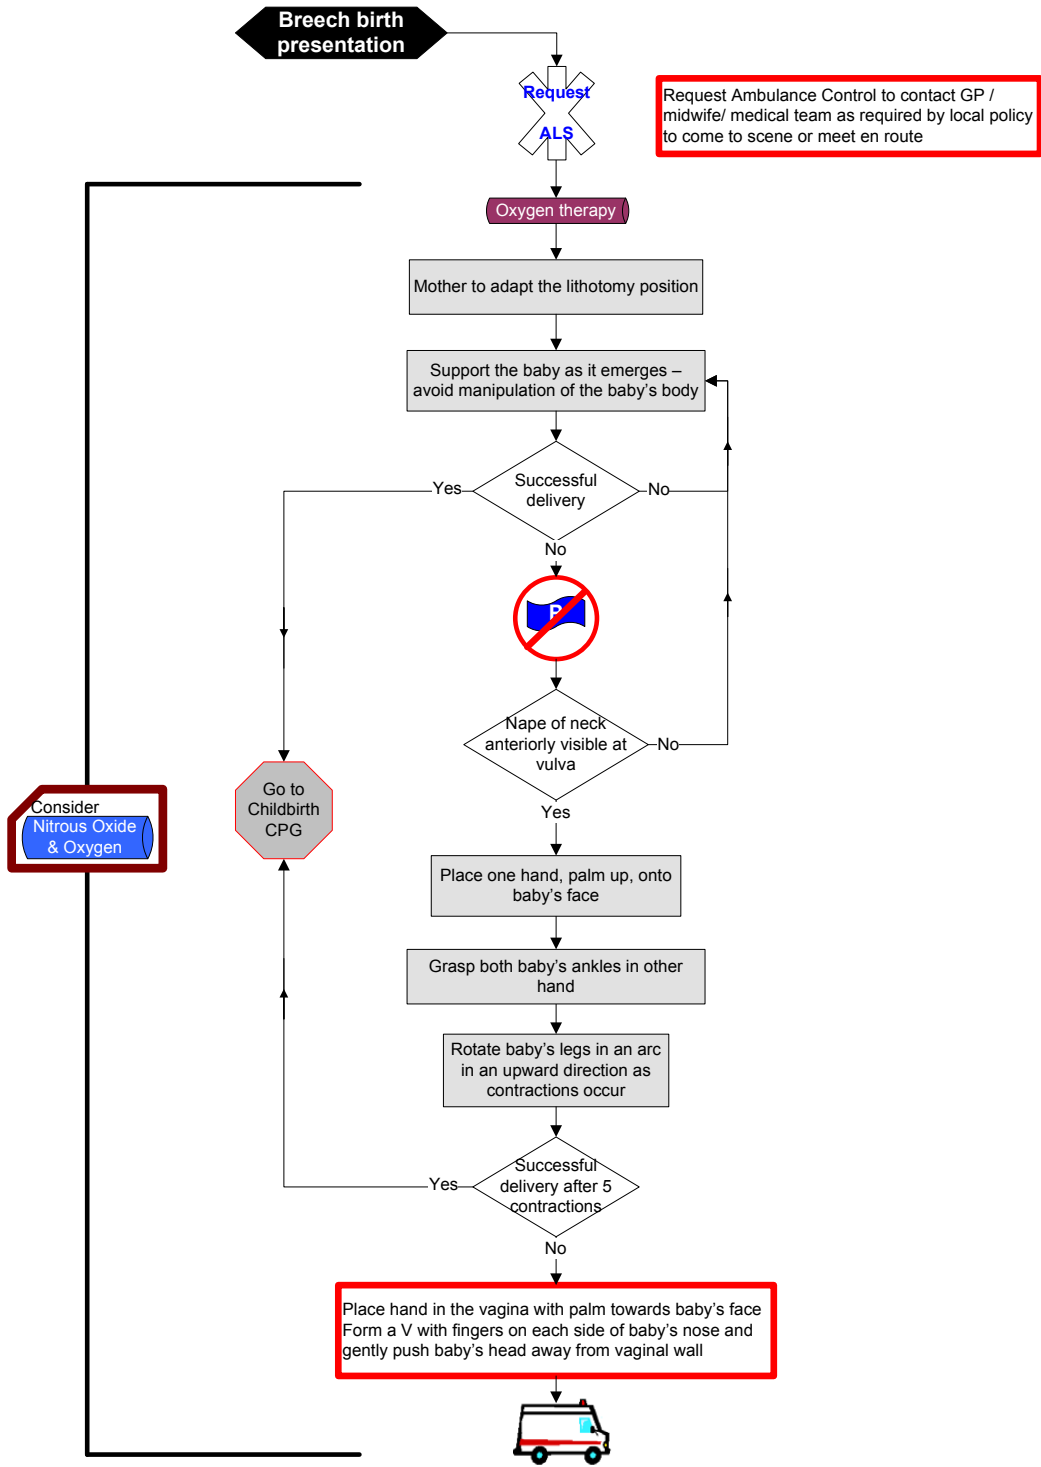 Breech birth
presentation
Request
ALS
Request Ambulance Control to contact GP /
midwife/ medical team as required by local policy
to come to scene or meet en route
Oxygen therapy
Mother to adapt the lithotomy position
Support the baby as it emerges –
avoid manipulation of the baby's body
Successful
delivery
Yes
No
No
P
Nape of neck
anteriorly visible at
vulva
No
Yes
Go to
Childbirth
CPG
Consider
Nitrous Oxide
& Oxygen
Place one hand, palm up, onto
baby's face
Grasp both baby's ankles in other
hand
Rotate baby's legs in an arc
in an upward direction as
contractions occur
Successful
delivery after 5
contractions
Yes
No
Place hand in the vagina with palm towards baby's face
Form a V with fingers on each side of baby's nose and
gently push baby's head away from vaginal wall